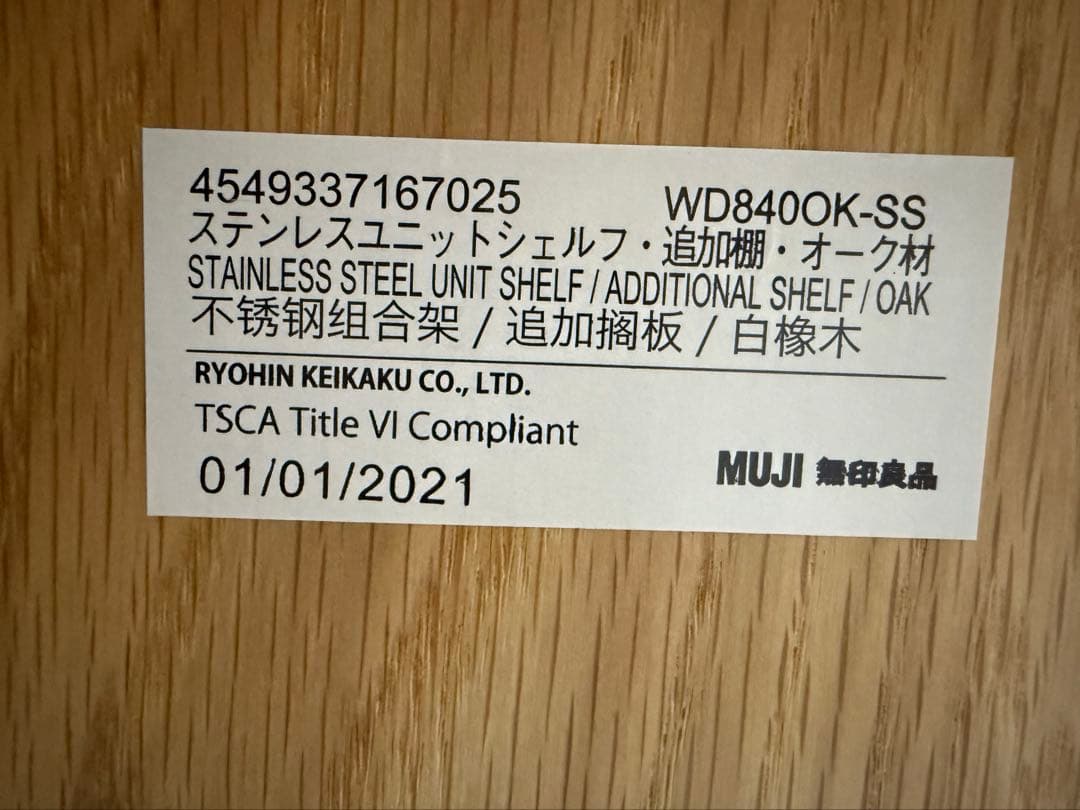 4549337167025 WD840OK-SS
ステンレスユニットシェルフ・追加棚・オーク材
STAINLESS STEEL UNIT SHELF / ADDITIONAL SHELF / OAK
不锈钢组合架 / 追加搁板 / 白橡木
RYOHIN KEIKAKU CO., LTD.
TSCA Title VI Compliant
01/01/2021
MUJI 無印良品